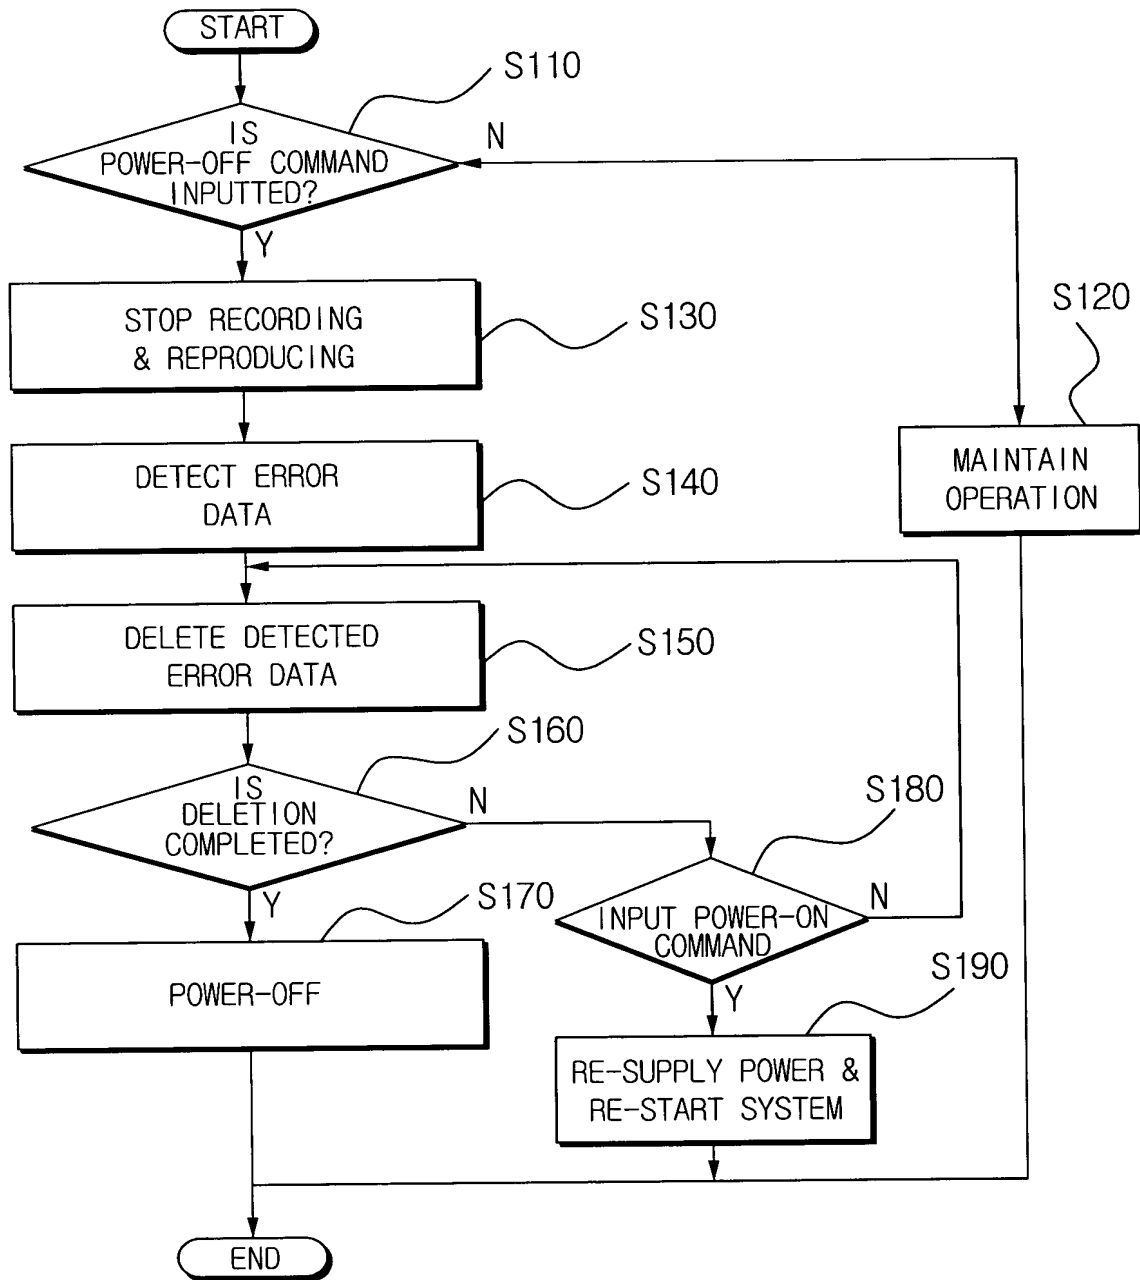 START
S110
IS
POWER-OFF COMMAND
INPUTTED?
N
Y
STOP RECORDING
& REPRODUCING
S130
S120
MAINTAIN
OPERATION
DETECT ERROR
DATA
S140
DELETE DETECTED
ERROR DATA
S150
S160
IS
DELETION
COMPLETED?
N
Y
S180
INPUT POWER-ON
COMMAND
N
Y
S170
POWER-OFF
S190
RE-SUPPLY POWER &
RE-START SYSTEM
END